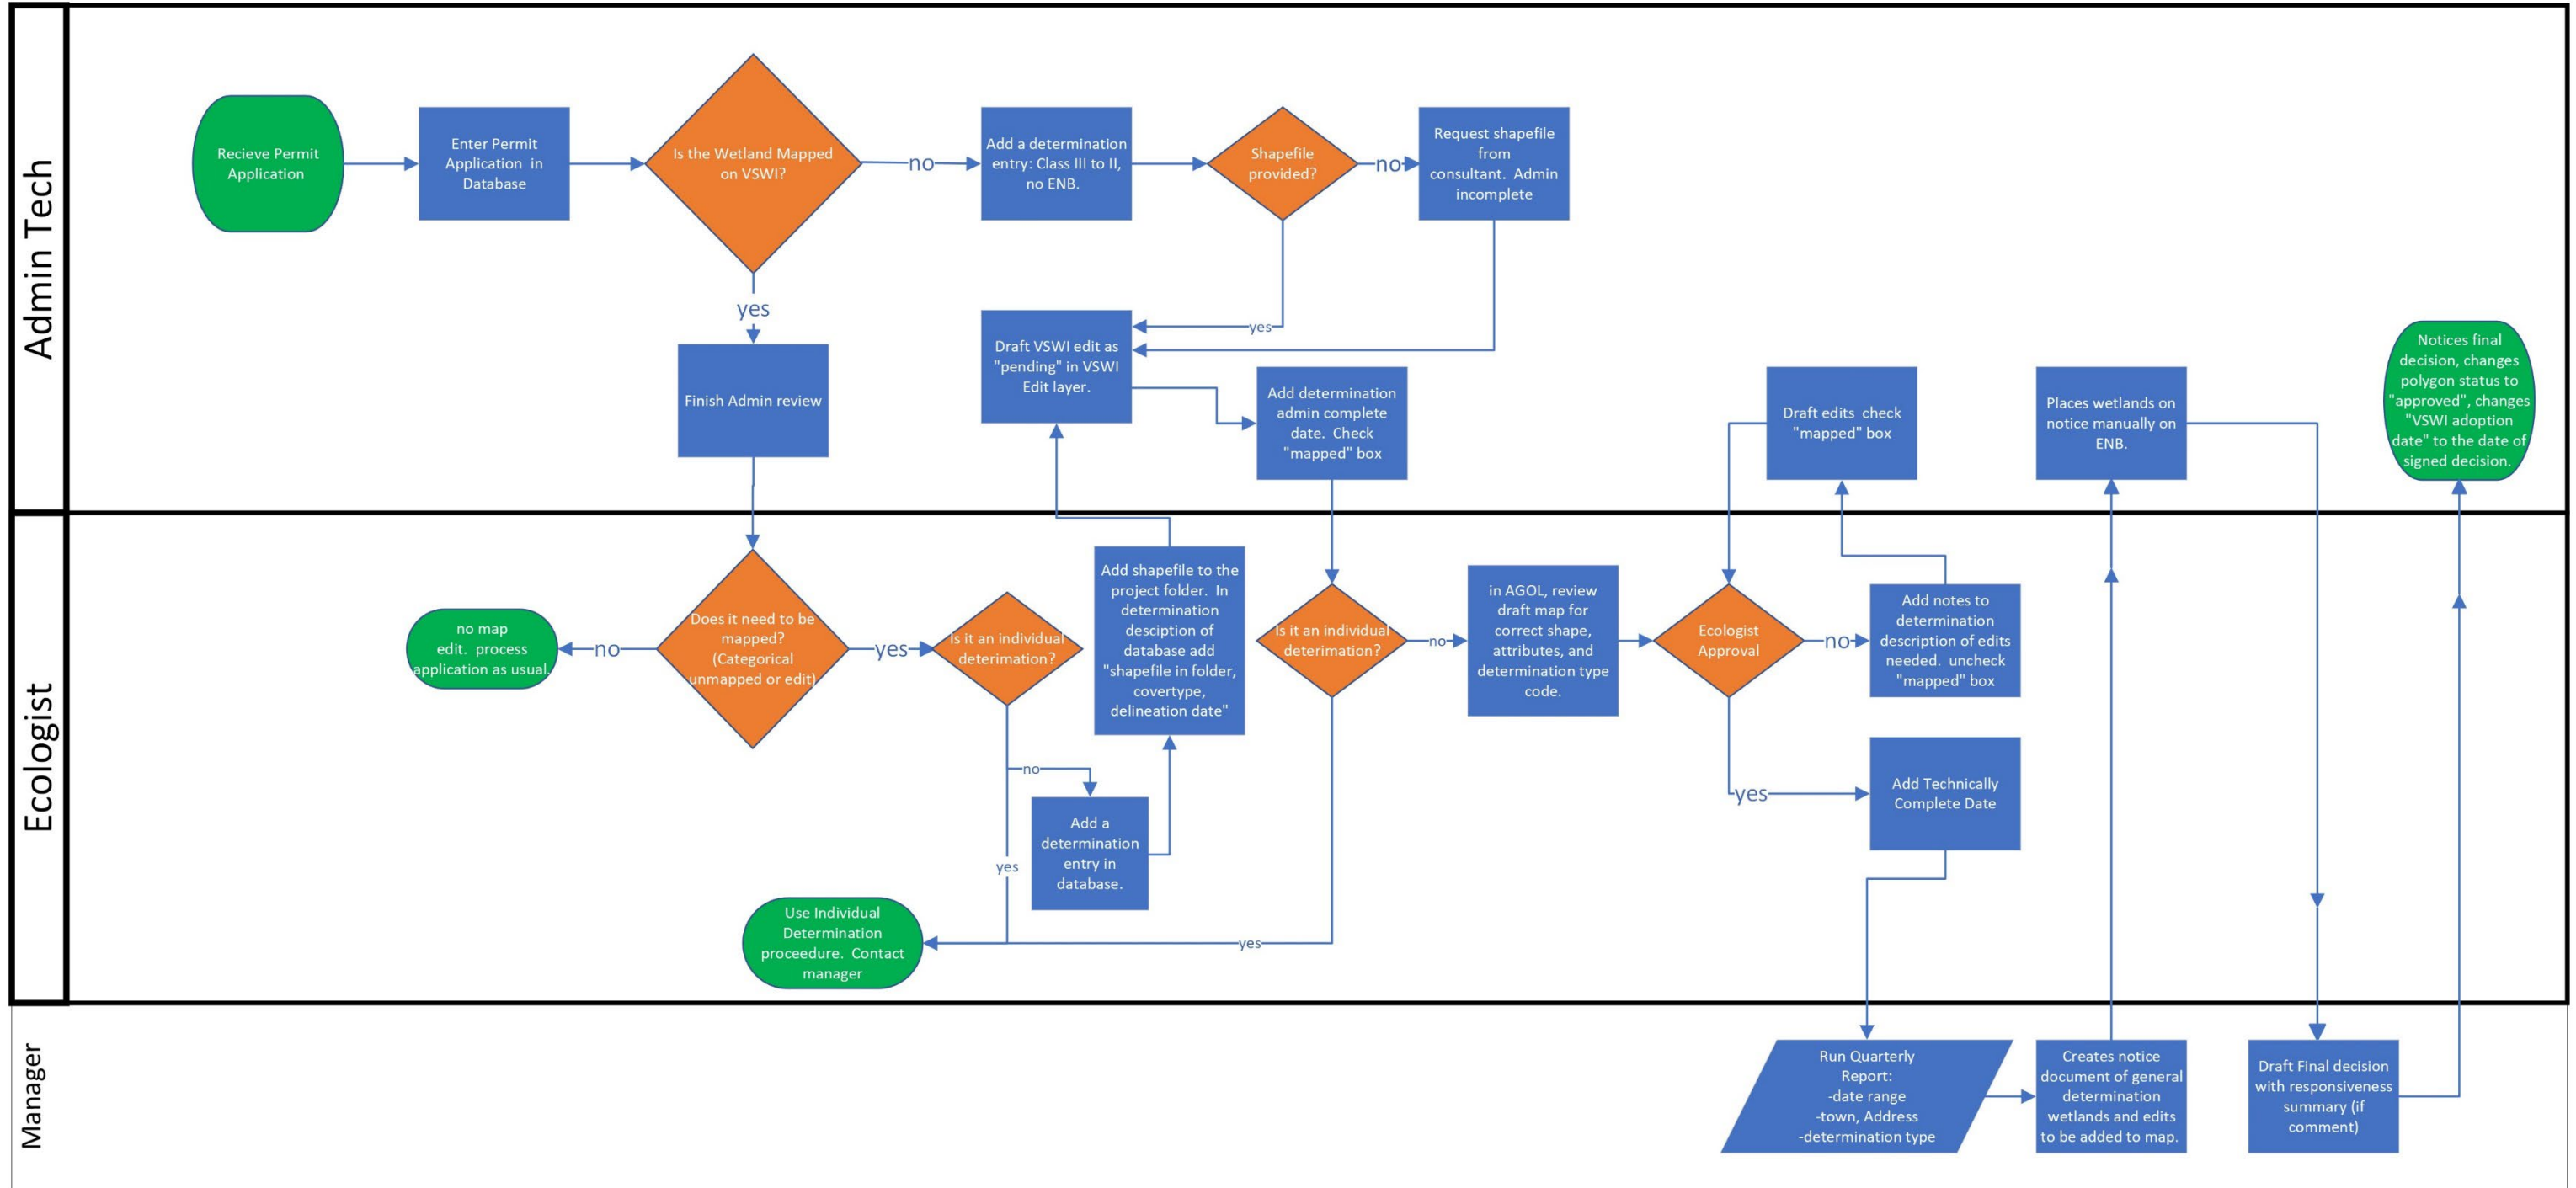 Admin Tech
Recieve Permit
Application
Enter Permit
Application in
Database
Is the Wetland Mapped
on VSWI?
no
Add a determination
entry: Class III to II,
no ENB.
Shapefile
provided?
no
Request shapefile
from
consultant. Admin
incomplete
yes
yes
Finish Admin review
Draft VSWI edit as
"pending" in VSWI
Edit layer.
Add determination
admin complete
date. Check
"mapped" box
Draft edits check
"mapped" box
Places wetlands on
notice manually on
ENB.
Notices final
decision, changes
polygon status to
"approved", changes
"VSWI adoption
date" to the date of
signed decision.
Ecologist
no map
edit. process
application as usual.
no
Does it need to be
mapped?
(Categorical
unmapped or edit)
yes
Is it an individual
deterimation?
no
yes
Add a
determination
entry in
database.
Add shapefile to the
project folder. In
determination
desciption of
database add
"shapefile in folder,
covertype,
delineation date"
Is it an individual
deterimation?
no
yes
Use Individual
Determination
proceedure. Contact
manager
in AGOL, review
draft map for
correct shape,
attributes, and
determination type
code.
Ecologist
Approval
no
Add notes to
determination
description of edits
needed. uncheck
"mapped" box
yes
Add Technically
Complete Date
Manager
Run Quarterly
Report:
-date range
-town, Address
-determination type
Creates notice
document of general
determination
wetlands and edits
to be added to map.
Draft Final decision
with responsiveness
summary (if
comment)